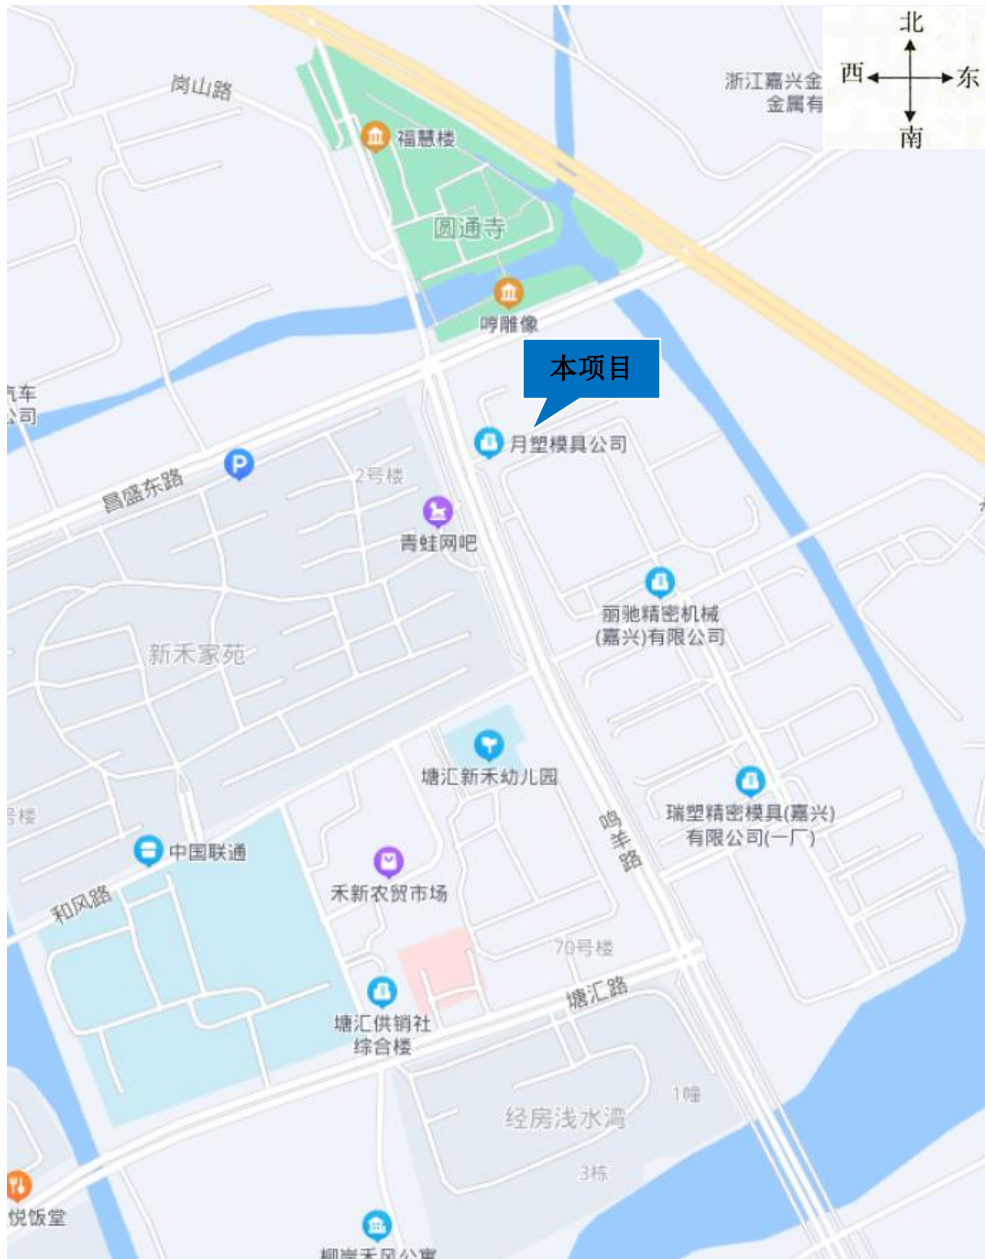 北
西
东
南
岗山路
浙江嘉兴金
金属有
福慧楼
圆通寺
哼雕像
本项目
汽车
公司
月塑模具公司
P
2号楼
昌盛东路
青蛙网吧
丽驰精密机械
(嘉兴)有限公司
新禾家苑
塘汇新禾幼儿园
号楼
鸣羊路
瑞塑精密模具(嘉兴)
有限公司(一厂)
中国联通
禾新农贸市场
和风路
70号楼
塘汇路
塘汇供销社
综合楼
1幢
经房浅水湾
3栋
悦饭堂
柳岸禾风公寓